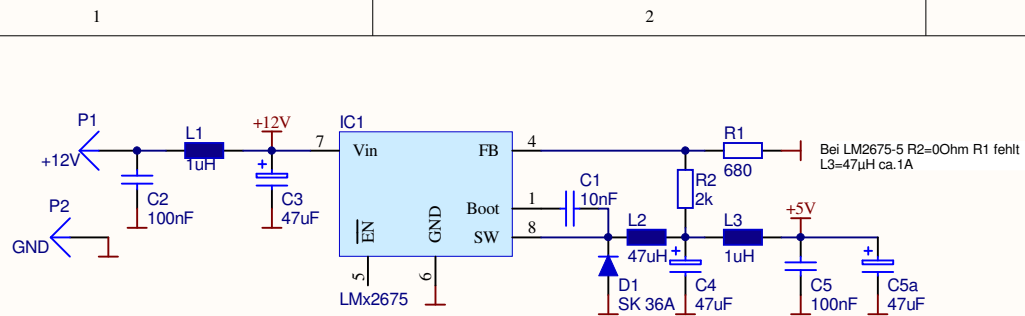 1
2
P1
+12V
L1
1uH
+12V
C2
100nF
C3
47uF
P2
GND
IC1
7
Vin
FB
4
Boot
1
SW
8
EN
GND
5
6
LMx2675
C1
10nF
R1
680
R2
2k
Bei LM2675-5 R2=0Ohm R1 fehlt
L3=47µH ca.1A
L2
47uH
L3
1uH
+5V
D1
SK 36A
C4
47uF
C5
100nF
C5a
47uF